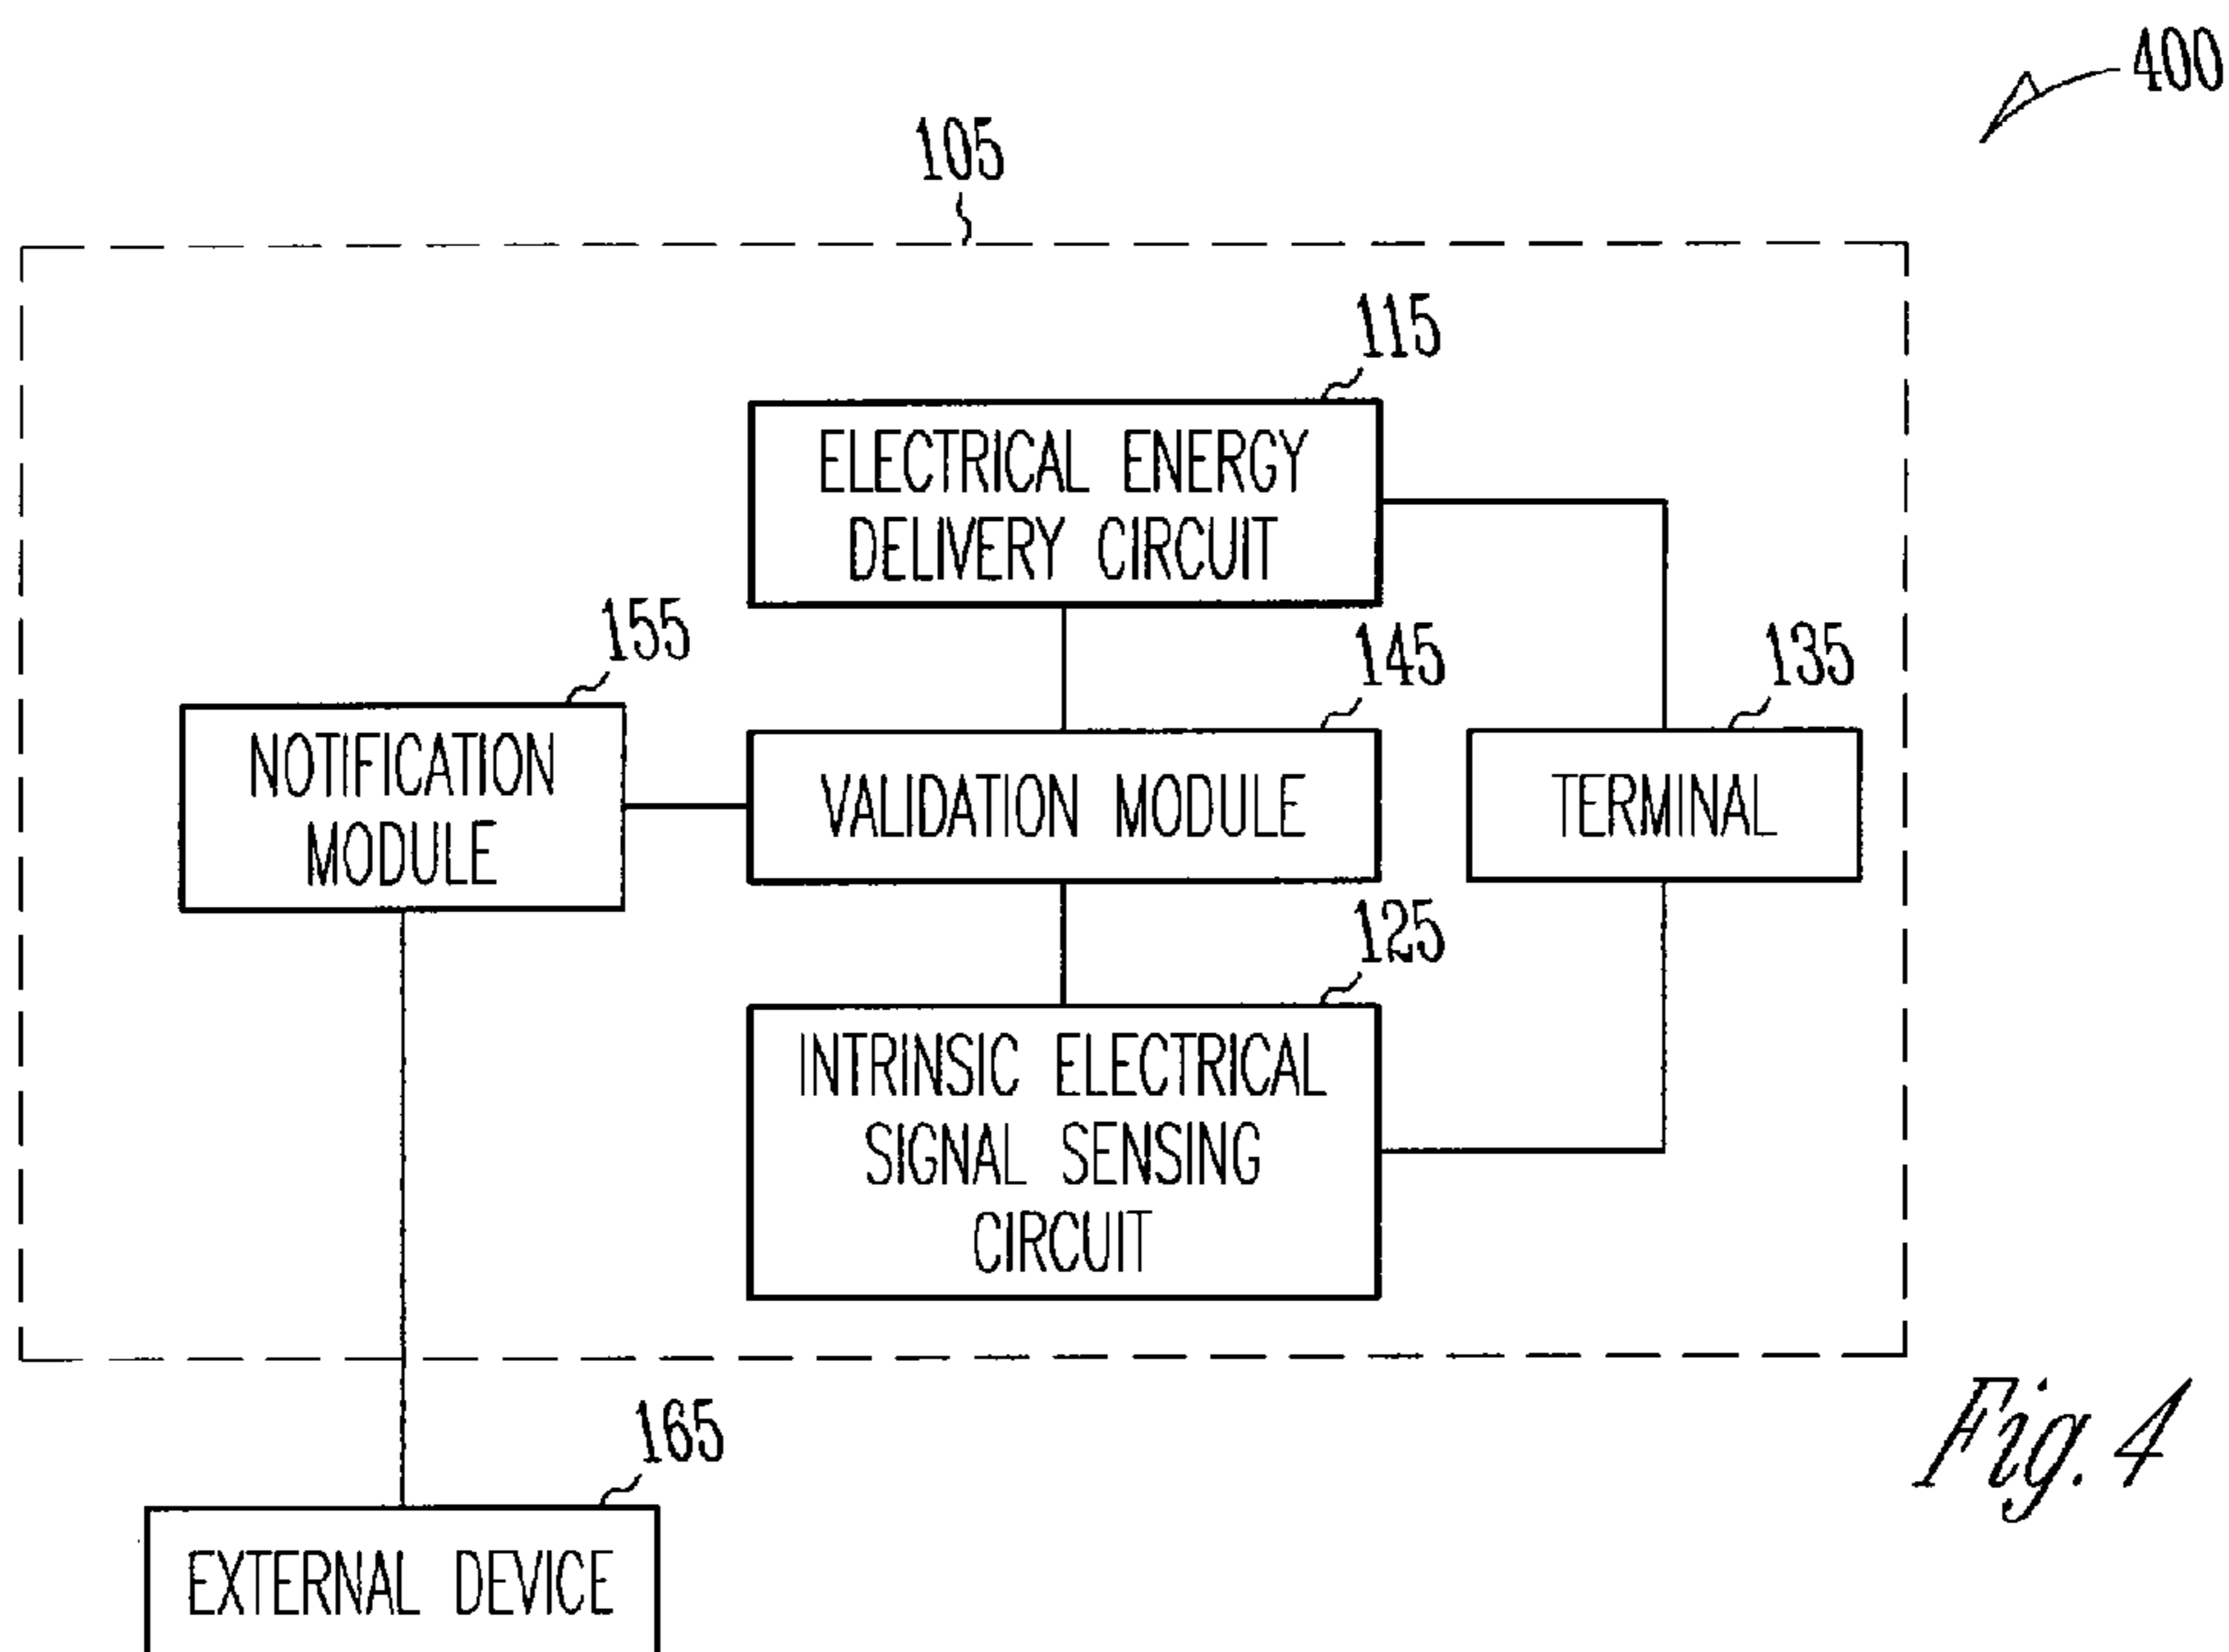 400
105
115
ELECTRICAL ENERGY
DELIVERY CIRCUIT
155
145
135
NOTIFICATION
MODULE
VALIDATION MODULE
TERMINAL
125
INTRINSIC ELECTRICAL
SIGNAL SENSING
CIRCUIT
165
EXTERNAL DEVICE
Fig. 4